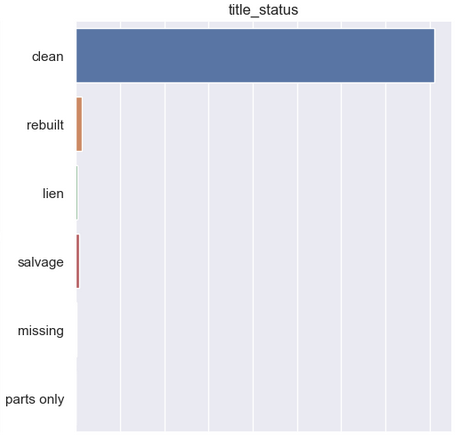 title_status
clean
rebuilt
lien
salvage
missing
parts only